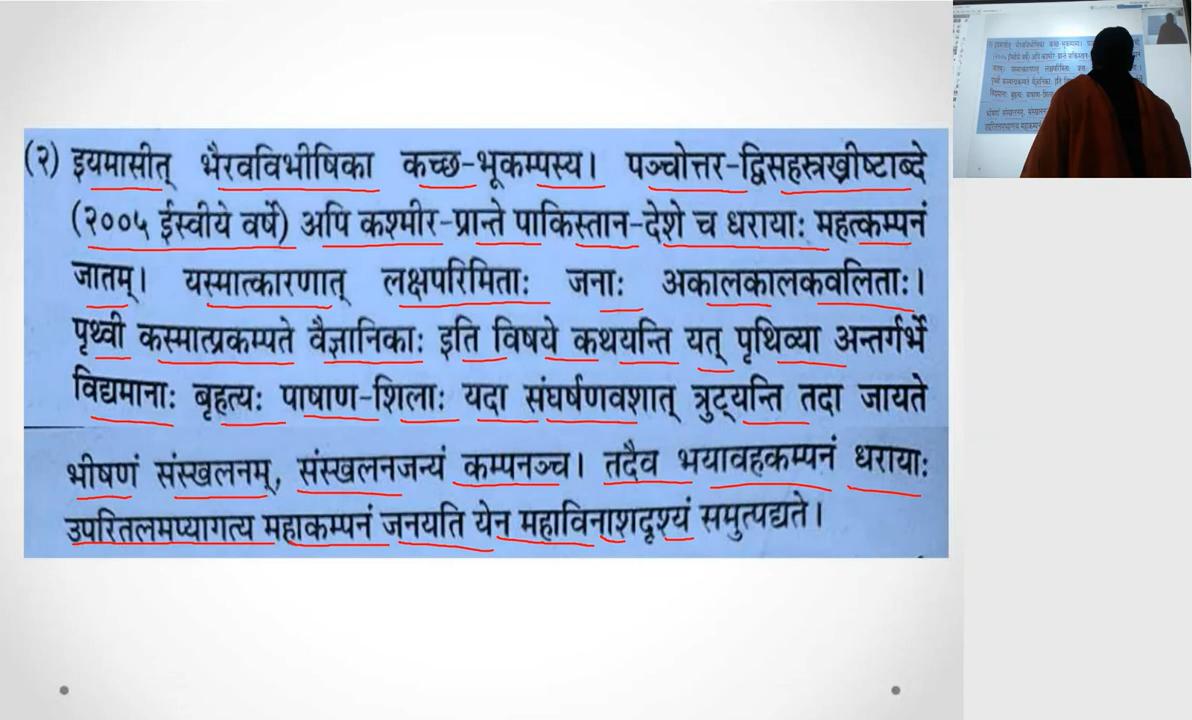 (२) इयमासीत् भैरवविभीषिका कच्छ-भूकम्पस्य। पञ्चोत्तर-द्विसहस्रख्रीष्टाब्दे
(२००५ ईस्वीये वर्षे) अपि कश्मीर-प्रान्ते पाकिस्तान-देशे च धरायाः महत्कम्पनं
जातम्। यस्मात्कारणात् लक्षपरिमिताः जनाः अकालकालकवलिताः।
पृथ्वी कस्मात्प्रकम्पते वैज्ञानिकाः इति विषये कथयन्ति यत् पृथिव्या अन्तर्गर्भे
विद्यमानाः बृहत्यः पाषाण-शिलाः यदा संघर्षणवशात् त्रुट्यन्ति तदा जायते
भीषणं संस्खलनम्, संस्खलनजन्यं कम्पनञ्च। तदैव भयावहकम्पनं धरायाः
उपरितलमप्यागत्य महाकम्पनं जनयति येन महाविनाशदृश्यं समुत्पद्यते।